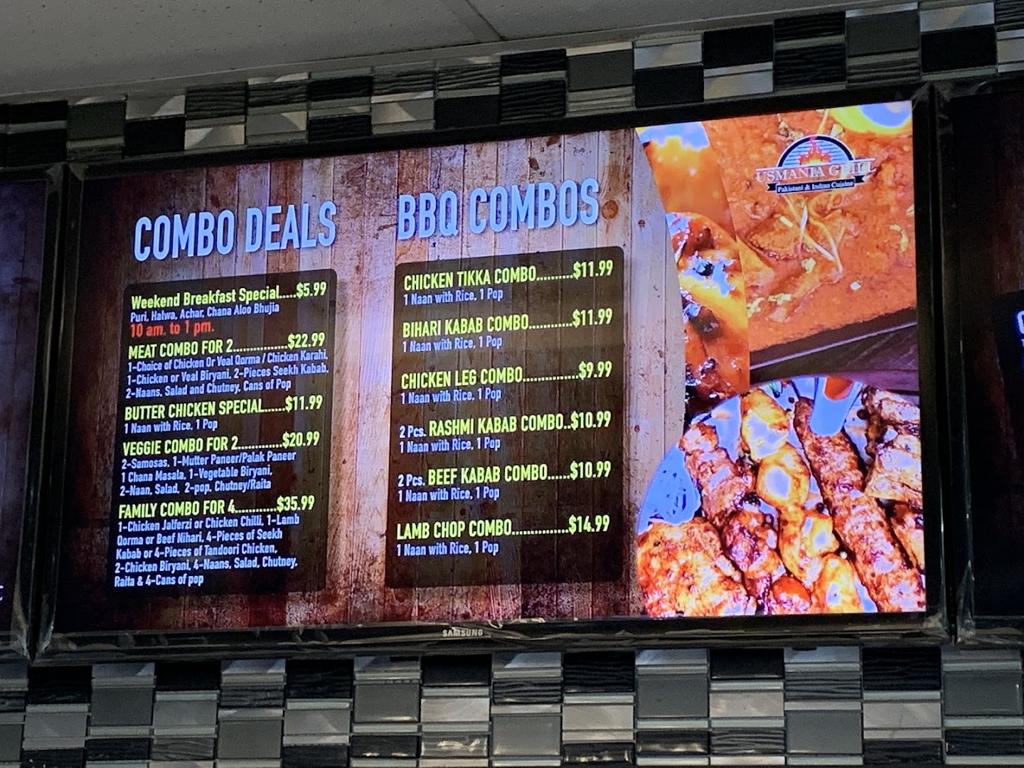 USMANIA GRILL
Pakistani & Indian Cuisine
COMBO DEALS
Weekend Breakfast Special.....$5.99
Puri, Halwa, Achar, Chana Aloo Bhujia
10 am. to 1 pm.
MEAT COMBO FOR 2...............$22.99
1-Choice of Chicken Or Veal Qorma / Chicken Karahi,
1-Chicken or Veal Biryani, 2-Pieces Seekh Kabab,
2-Naans, Salad and Chutney, Cans of Pop
BUTTER CHICKEN SPECIAL......$11.99
1 Naan with Rice, 1 Pop
VEGGIE COMBO FOR 2............$20.99
2-Samosas, 1-Mutter Paneer/Palak Paneer
1 Chana Masala, 1-Vegetable Biryani,
2-Naan, Salad, 2-pop, Chutney/Raita
FAMILY COMBO FOR 4............$35.99
1-Chicken Jalferzi or Chicken Chilli, 1-Lamb
Qorma or Beef Nihari, 4-Pieces of Seekh
Kabab or 4-Pieces of Tandoori Chicken,
2-Chicken Biryani, 4-Naans, Salad, Chutney,
Raita & 4-Cans of pop
BBQ COMBOS
CHICKEN TIKKA COMBO..........$11.99
1 Naan with Rice, 1 Pop
BIHARI KABAB COMBO............$11.99
1 Naan with Rice, 1 Pop
CHICKEN LEG COMBO...............$9.99
1 Naan with Rice, 1 Pop
2 Pcs. RASHMI KABAB COMBO..$10.99
1 Naan with Rice, 1 Pop
2 Pcs. BEEF KABAB COMBO......$10.99
1 Naan with Rice, 1 Pop
LAMB CHOP COMBO.....................$14.99
1 Naan with Rice, 1 Pop
SAMSUNG